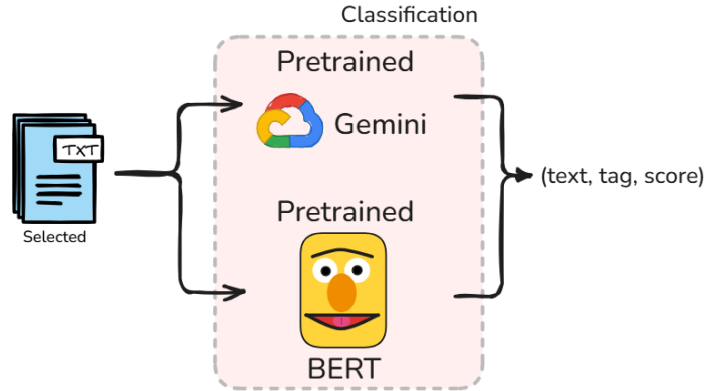 Classification
Pretrained
Gemini
TXT
Selected
(text, tag, score)
Pretrained
BERT